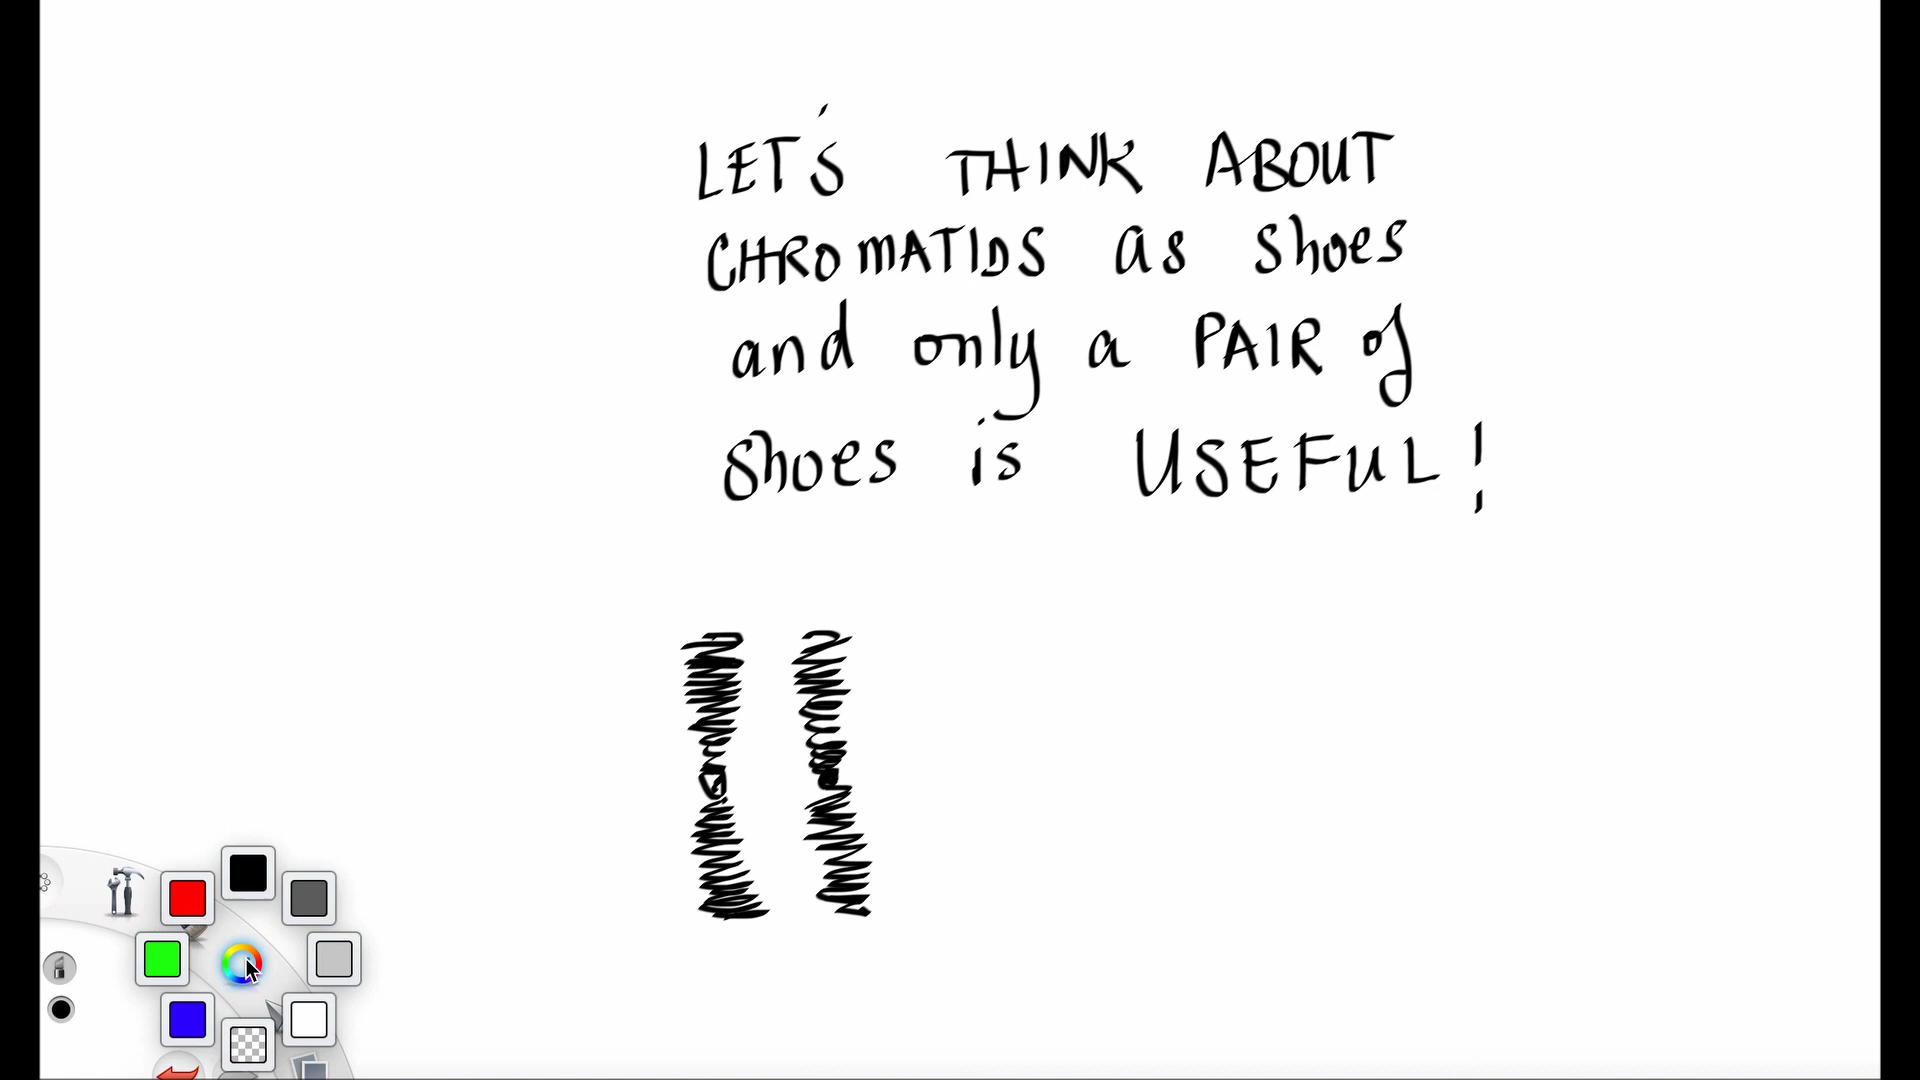 LET'S THINK ABOUT
CHROMATIDS as shoes
and only a PAIR of
shoes is USEFUL!